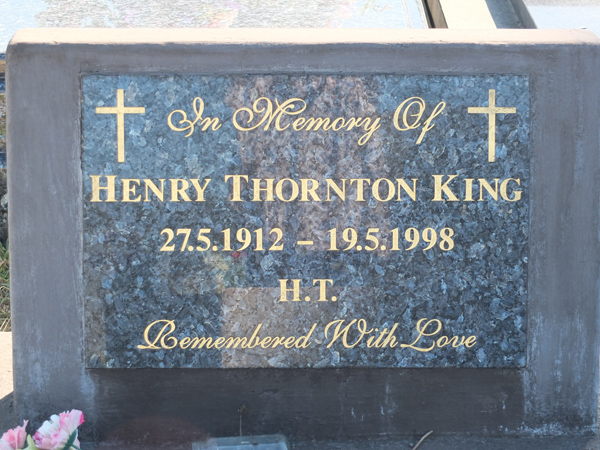 In Memory Of
HENRY THORNTON KING
27.5.1912 – 19.5.1998
H.T.
Remembered With Love